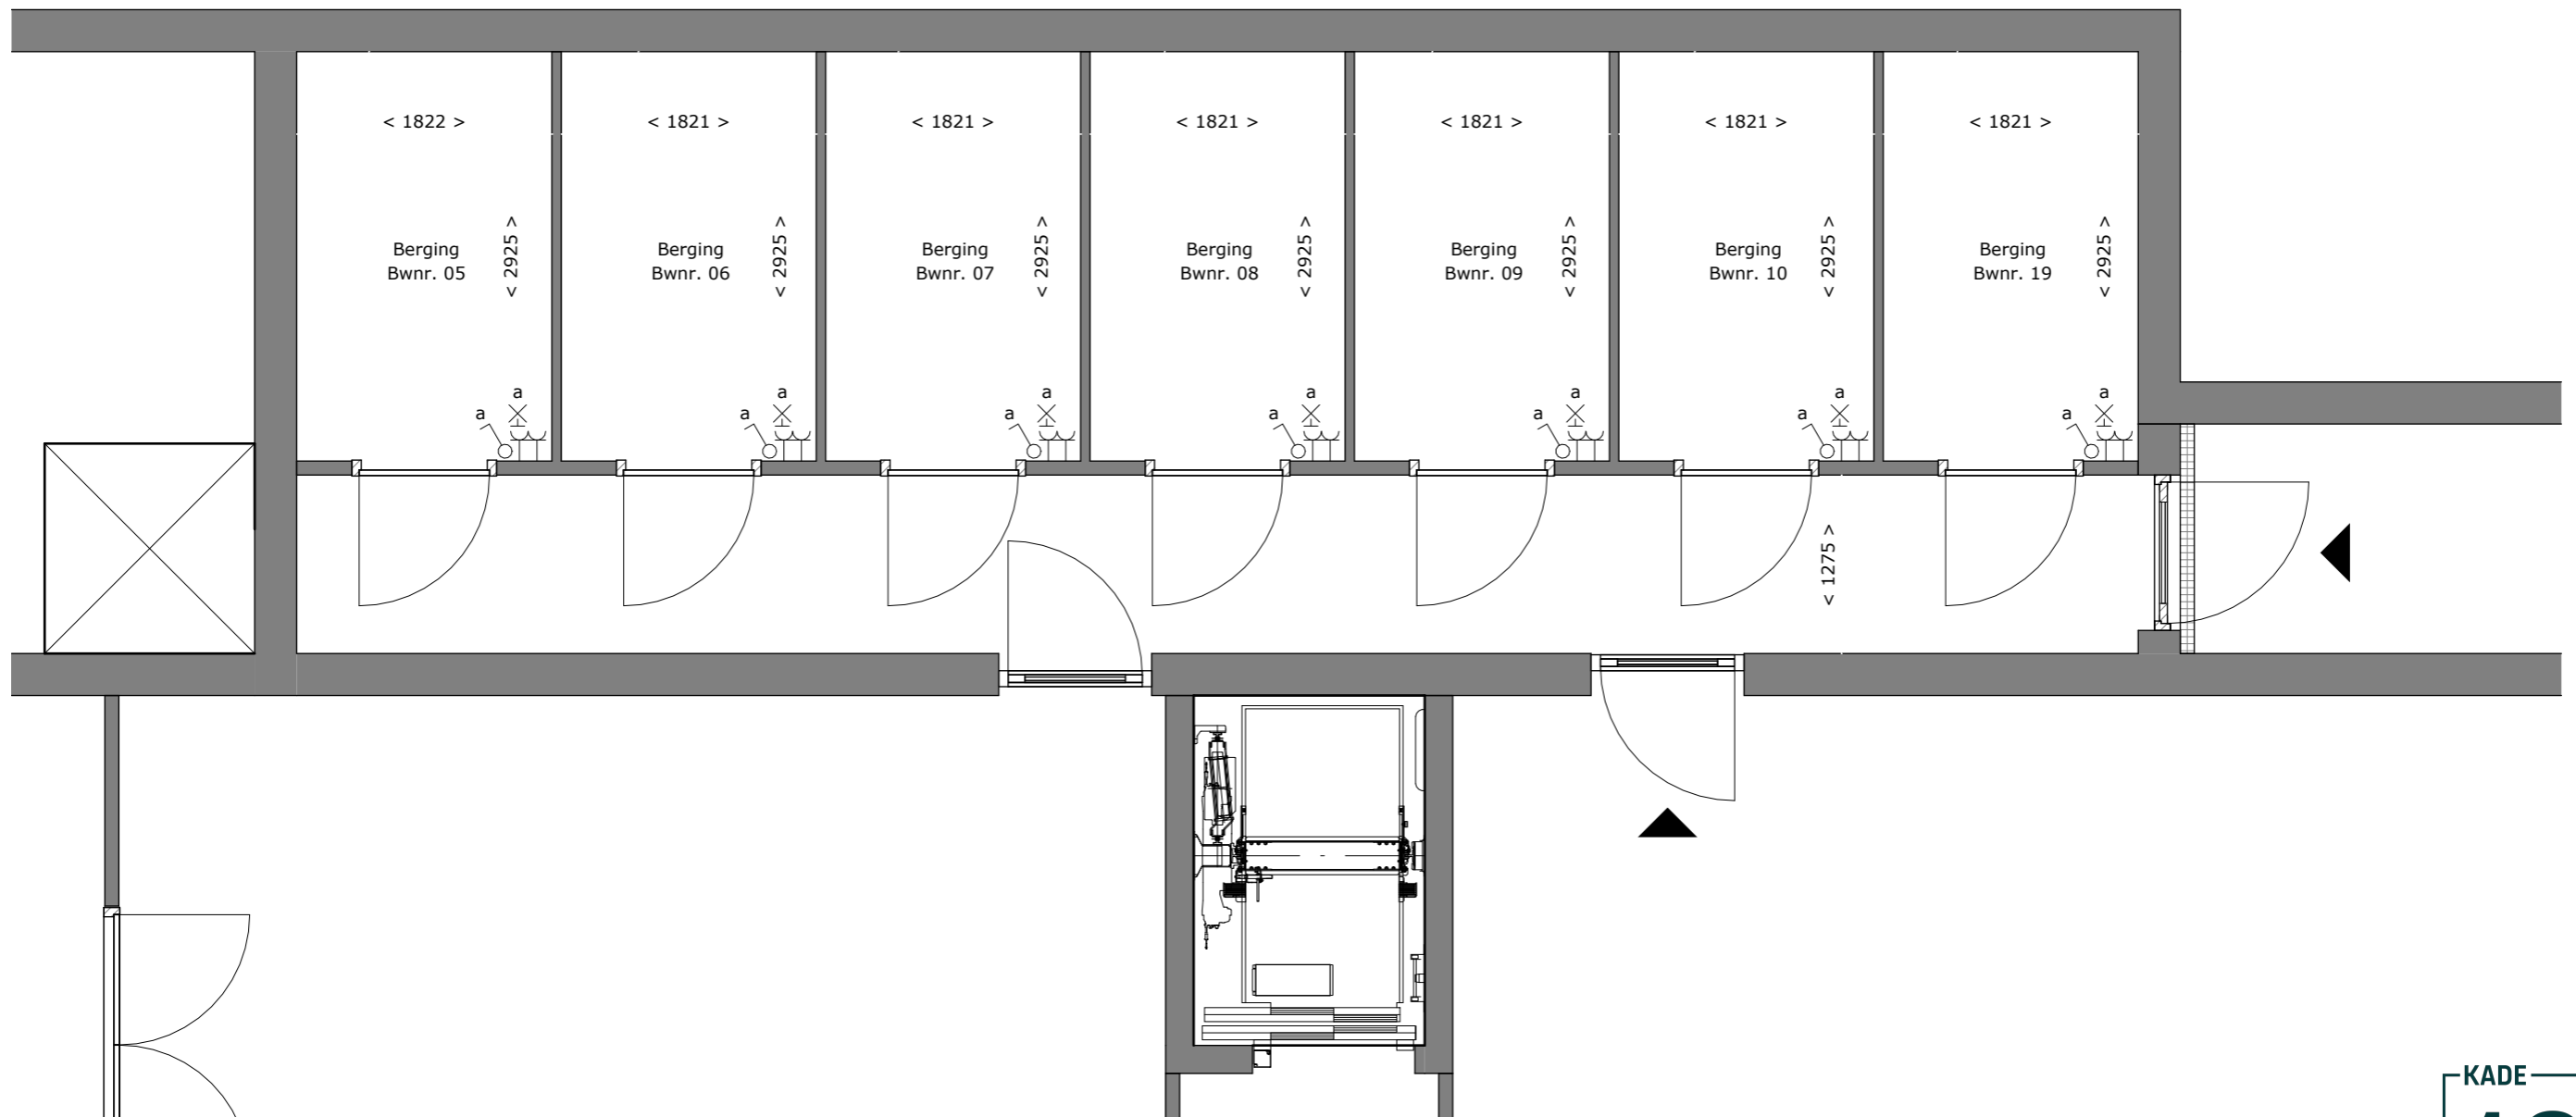 < 1822 >
< 1821 >
< 1821 >
< 1821 >
< 1821 >
< 1821 >
< 1821 >
Berging
Bwnr. 05
< 2925 >
Berging
Bwnr. 06
< 2925 >
Berging
Bwnr. 07
< 2925 >
Berging
Bwnr. 08
< 2925 >
Berging
Bwnr. 09
< 2925 >
Berging
Bwnr. 10
< 2925 >
Berging
Bwnr. 19
< 2925 >
a
a
a
a
a
a
a
a
a
a
a
a
a
a
< 1275 >
KADE